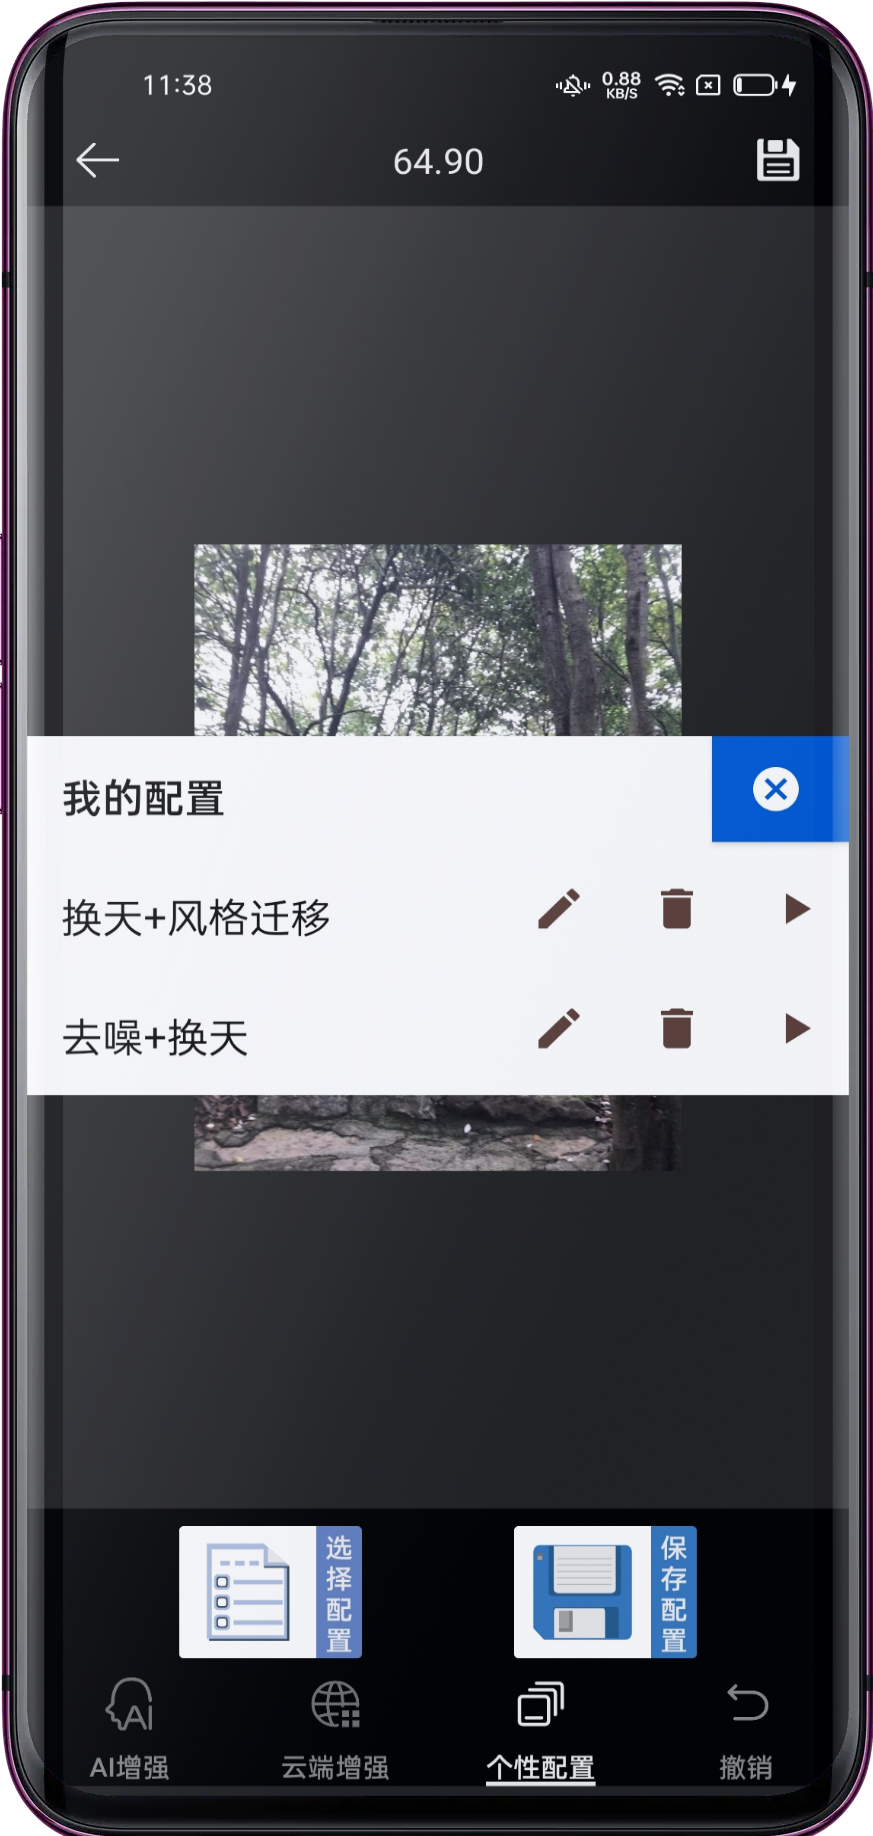 11:38
0.88
KB/S
64.90
我的配置
换天+风格迁移
去噪+换天
选择配置
保存配置
AI
AI增强
云端增强
个性配置
撤销